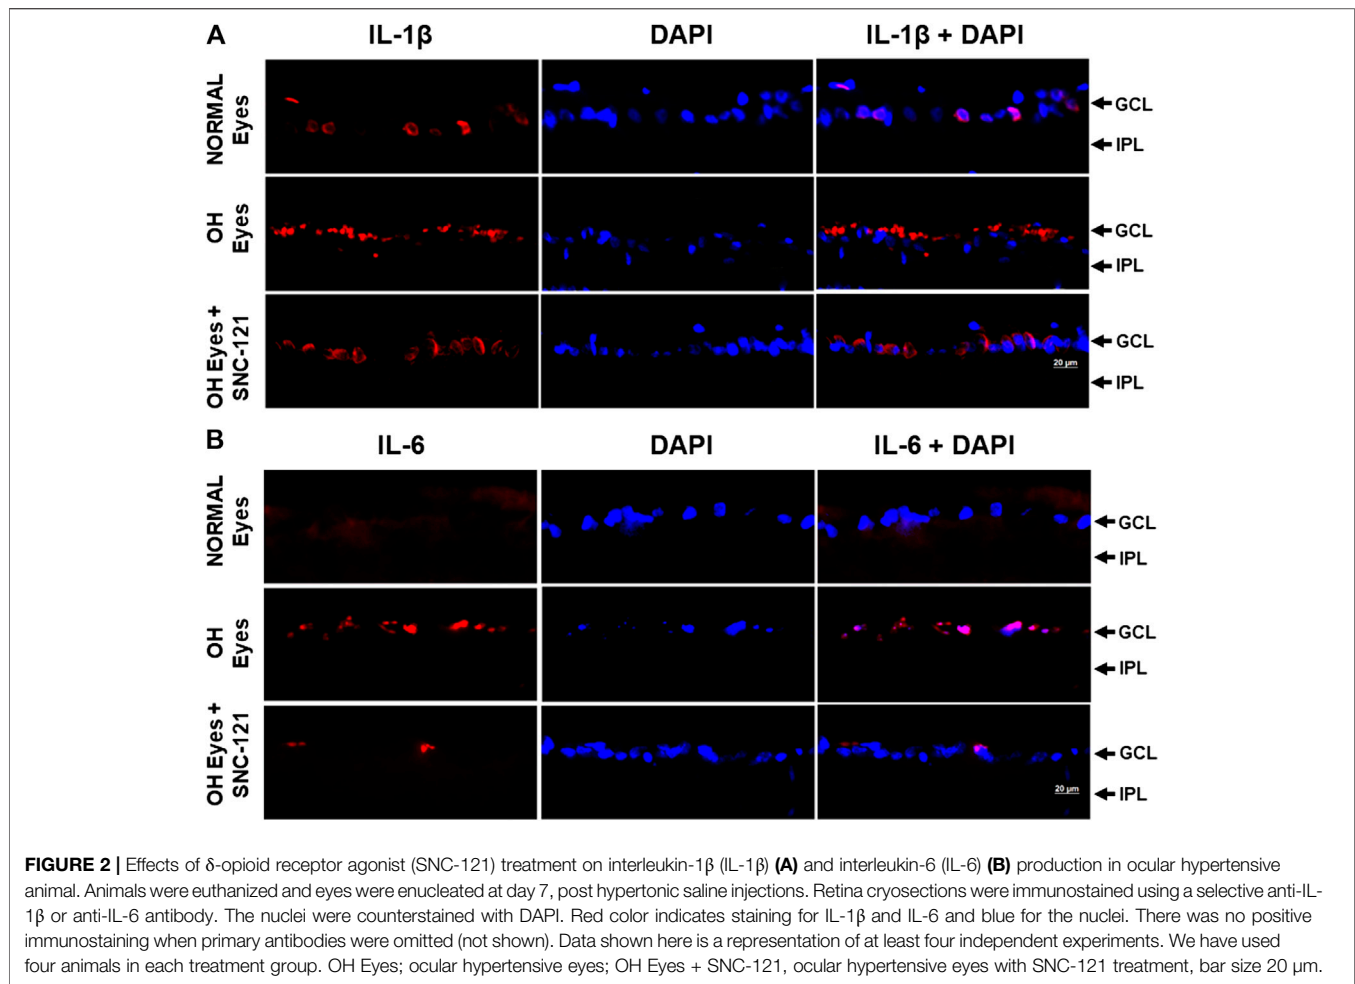 A
IL-1β DAPI IL-1β + DAPI
NORMAL
Eyes
GCL
IPL
OH
Eyes
GCL
IPL
OH Eyes +
SNC-121
GCL
20 µm
IPL
B
IL-6 DAPI IL-6 + DAPI
NORMAL
Eyes
GCL
IPL
OH
Eyes
GCL
IPL
OH Eyes +
SNC-121
GCL
20 µm
IPL
FIGURE 2 | Effects of δ-opioid receptor agonist (SNC-121) treatment on interleukin-1β (IL-1β) (A) and interleukin-6 (IL-6) (B) production in ocular hypertensive
animal. Animals were euthanized and eyes were enucleated at day 7, post hypertonic saline injections. Retina cryosections were immunostained using a selective anti-IL-
1β or anti-IL-6 antibody. The nuclei were counterstained with DAPI. Red color indicates staining for IL-1β and IL-6 and blue for the nuclei. There was no positive
immunostaining when primary antibodies were omitted (not shown). Data shown here is a representation of at least four independent experiments. We have used
four animals in each treatment group. OH Eyes; ocular hypertensive eyes; OH Eyes + SNC-121, ocular hypertensive eyes with SNC-121 treatment, bar size 20 µm.